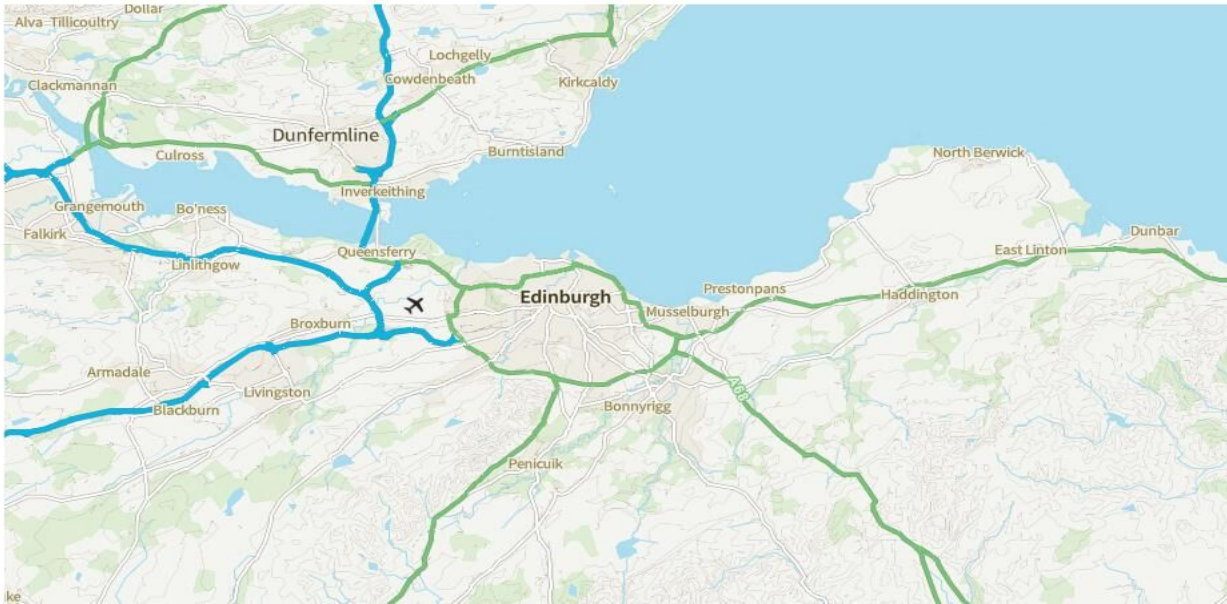 Dollar
Alva Tillicoultry
Lochgelly
Clackmannan
Cowdenbeath
Kirkcaldy
Dunfermline
Culross
Burntisland
North Berwick
Inverkeithing
Grangemouth
Bo'ness
Falkirk
Queensferry
Dunbar
East Linton
Linlithgow
Prestonpans
Haddington
Edinburgh
Musselburgh
Broxburn
Armadale
Livingston
A68
Blackburn
Bonnyrigg
Penicuik
ke